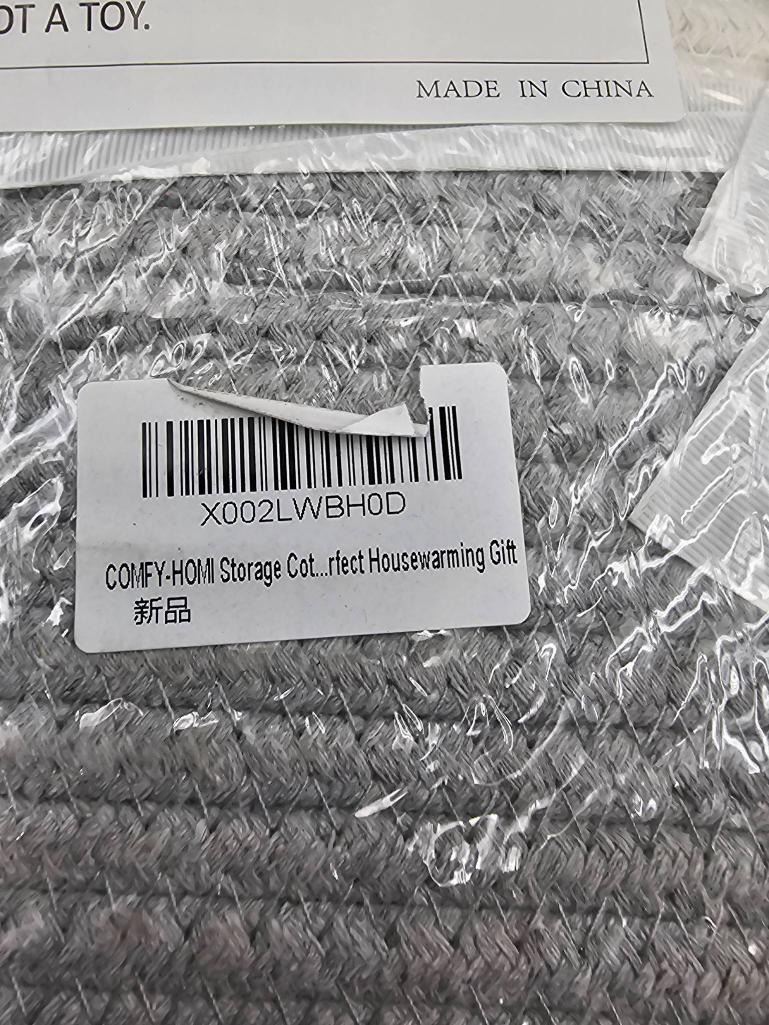 OT A TOY.
MADE IN CHINA
X002LWBH0D
COMFY-HOMI Storage Cot...rfect Housewarming Gift
新品